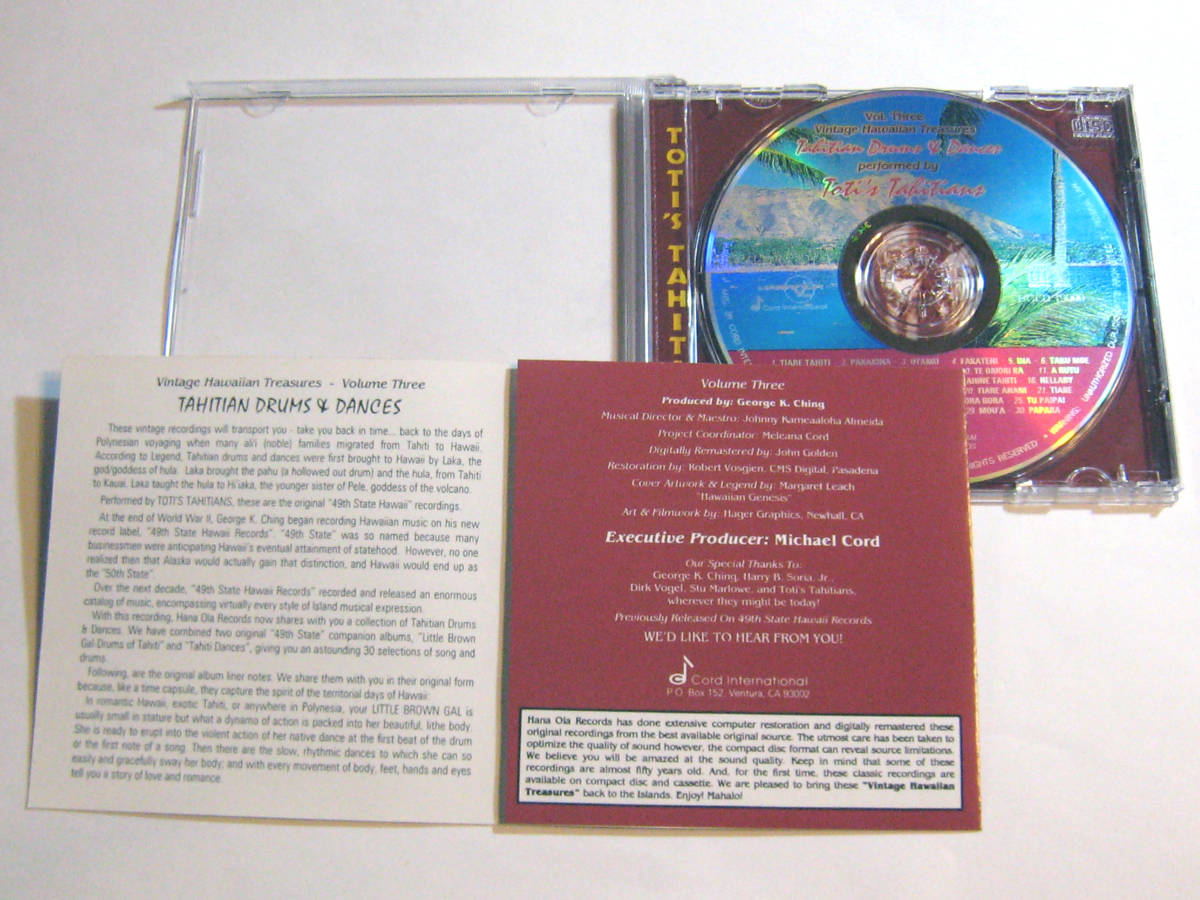 TOTI'S TAHIT
Vol. Three
Vintage Hawaiian Treasures
Tahitian Drums & Dances
performed by
Toti's Tahitians
Cord International
1. TIARE TAHITI
6. TAKU MOE
11. A HUTU
TIARE ANANI
21. TIARE
ORA BORA
25. TU PAIPAI
29. MOU'A - 30. PAPARA
WARNING: UNAUTHORIZED
RIGHTS RESERVED
Vintage Hawaiian Treasures - Volume Three
TAHITIAN DRUMS & DANCES
These vintage recordings will transport you - take you back in time... back to the days of
Polynesian voyaging when many ali'i (noble) families migrated from Tahiti to Hawaii.
According to Legend, Tahitian drums and dances were first brought to Hawaii by Laka, the
god/goddess of hula. Laka brought the pahu (a hollowed out drum) and the hula, from Tahiti
to Kauai. Laka taught the hula to Hi'iaka, the younger sister of Pele, goddess of the volcano.
Performed by TOTI'S TAHITIANS, these are the original "49th State Hawaii" recordings.
At the end of World War II, George K. Ching began recording Hawaiian music on his new
record label, "49th State Hawaii Records". "49th State" was so named because many
businessmen were anticipating Hawaii's eventual attainment of statehood. However, no one
realized then that Alaska would actually gain that distinction, and Hawaii would end up as
the "50th State".
Over the next decade, "49th State Hawaii Records" recorded and released an enormous
catalog of music, encompassing virtually every style of Island musical expression.
With this recording, Hana Ola Records now shares with you a collection of Tahitian Drums
& Dances. We have combined two original "49th State" companion albums, "Little Brown
Gal-Drums of Tahiti" and "Tahiti Dances", giving you an astounding 30 selections of song and
drums.
Following, are the original album liner notes. We share them with you in their original form
because, like a time capsule, they capture the spirit of the territorial days of Hawaii:
In romantic Hawaii, exotic Tahiti, or anywhere in Polynesia, your LITTLE BROWN GAL is
usually small in stature but what a dynamo of action is packed into her beautiful, lithe body.
She is ready to erupt into the violent action of her native dance at the first beat of the drum
or the first note of a song. Then there are the slow, rhythmic dances to which she can so
easily and gracefully sway her body; and with every movement of body, feet, hands and eyes
tell you a story of love and romance.
Volume Three
Produced by: George K. Ching
Musical Director & Maestro: Johnny Kameaaloha Almeida
Project Coordinator: Meleana Cord
Digitally Remastered by: John Golden
Restoration by: Robert Vosgien, CMS Digital, Pasadena
Cover Artwork & Legend by: Margaret Leach
"Hawaiian Genesis"
Art & Filmwork by: Hager Graphics, Newhall, CA
Executive Producer: Michael Cord
Our Special Thanks To:
George K. Ching, Harry B. Soria, Jr.,
Dirk Vogel, Stu Marlowe, and Toti's Tahitians,
wherever they might be today!
Previously Released On 49th State Hawaii Records
WE'D LIKE TO HEAR FROM YOU!
Cord International
P.O. Box 152, Ventura, CA 93002
Hana Ola Records has done extensive computer restoration and digitally remastered these
original recordings from the best available original source. The utmost care has been taken to
optimize the quality of sound however, the compact disc format can reveal source limitations.
We believe you will be amazed at the sound quality. Keep in mind that some of these
recordings are almost fifty years old. And, for the first time, these classic recordings are
available on compact disc and cassette. We are pleased to bring these "Vintage Hawaiian
Treasures" back to the Islands. Enjoy! Mahalo!